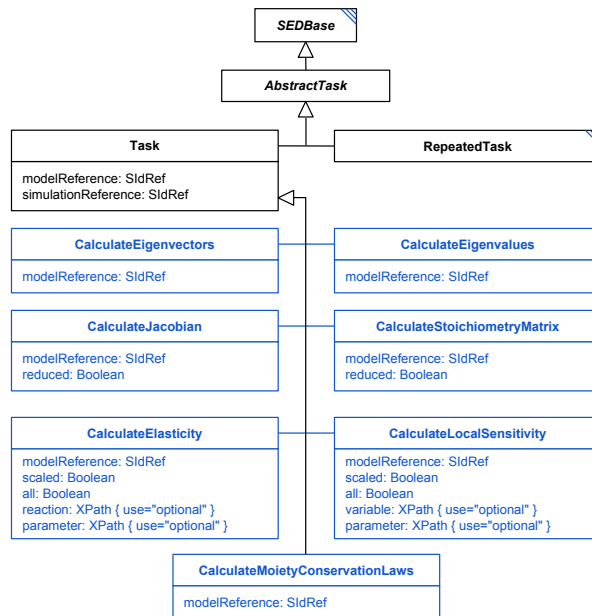 SEDBase
AbstractTask
Task
modelReference: SIdRef
simulationReference: SIdRef
RepeatedTask
CalculateEigenvectors
modelReference: SIdRef
CalculateEigenvalues
modelReference: SIdRef
CalculateJacobian
modelReference: SIdRef
reduced: Boolean
CalculateStoichiometryMatrix
modelReference: SIdRef
reduced: Boolean
CalculateElasticity
modelReference: SIdRef
scaled: Boolean
all: Boolean
reaction: XPath { use="optional" }
parameter: XPath { use="optional" }
CalculateLocalSensitivity
modelReference: SIdRef
scaled: Boolean
all: Boolean
variable: XPath { use="optional" }
parameter: XPath { use="optional" }
CalculateMoietyConservationLaws
modelReference: SIdRef